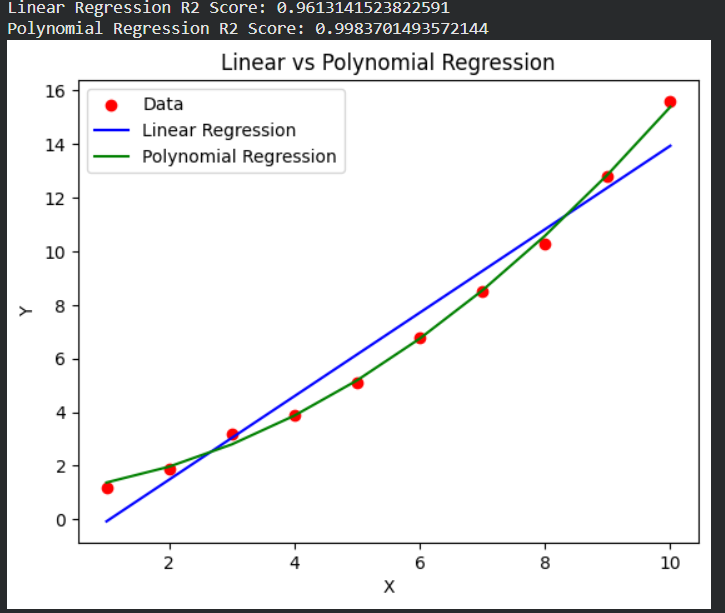 Linear Regression R2 Score: 0.9613141523822591
Polynomial Regression R2 Score: 0.9983701493572144
Linear vs Polynomial Regression
Data
Linear Regression
Polynomial Regression
16
14
12
10
8
6
4
2
0
Y
2 4 6 8 10
X